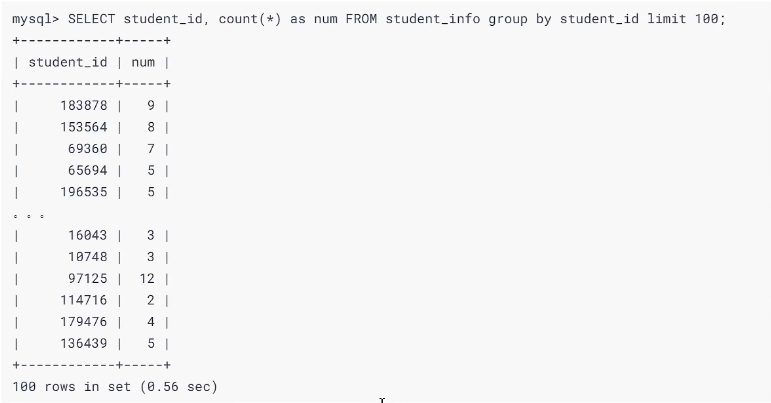 mysql> SELECT student_id, count(*) as num FROM student_info group by student_id limit 100;
+------------+-----+
| student_id | num |
+------------+-----+
|     183878 |   9 |
|     153564 |   8 |
|      69360 |   7 |
|      65694 |   5 |
|     196535 |   5 |
。。。
|      16043 |   3 |
|      10748 |   3 |
|      97125 |  12 |
|     114716 |   2 |
|     179476 |   4 |
|     136439 |   5 |
+------------+-----+
100 rows in set (0.56 sec)